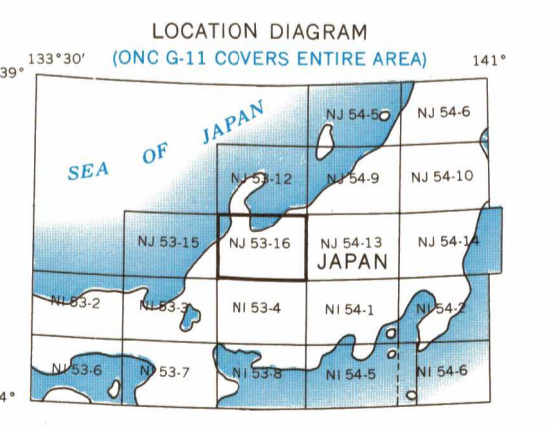 LOCATION DIAGRAM
133°30′ (ONC G-11 COVERS ENTIRE AREA) 141°
39°
NJ 54-5 NJ 54-6
SEA OF JAPAN
NJ 53-12 NJ 54-9 NJ 54-10
NJ 53-15 NJ 53-16 NJ 54-13 NJ 54-14
JAPAN
NI 53-2 NI 53-3 NI 53-4 NI 54-1 NI 54-2
NI 53-6 NI 53-7 NI 53-8 NI 54-5 NI 54-6
4°